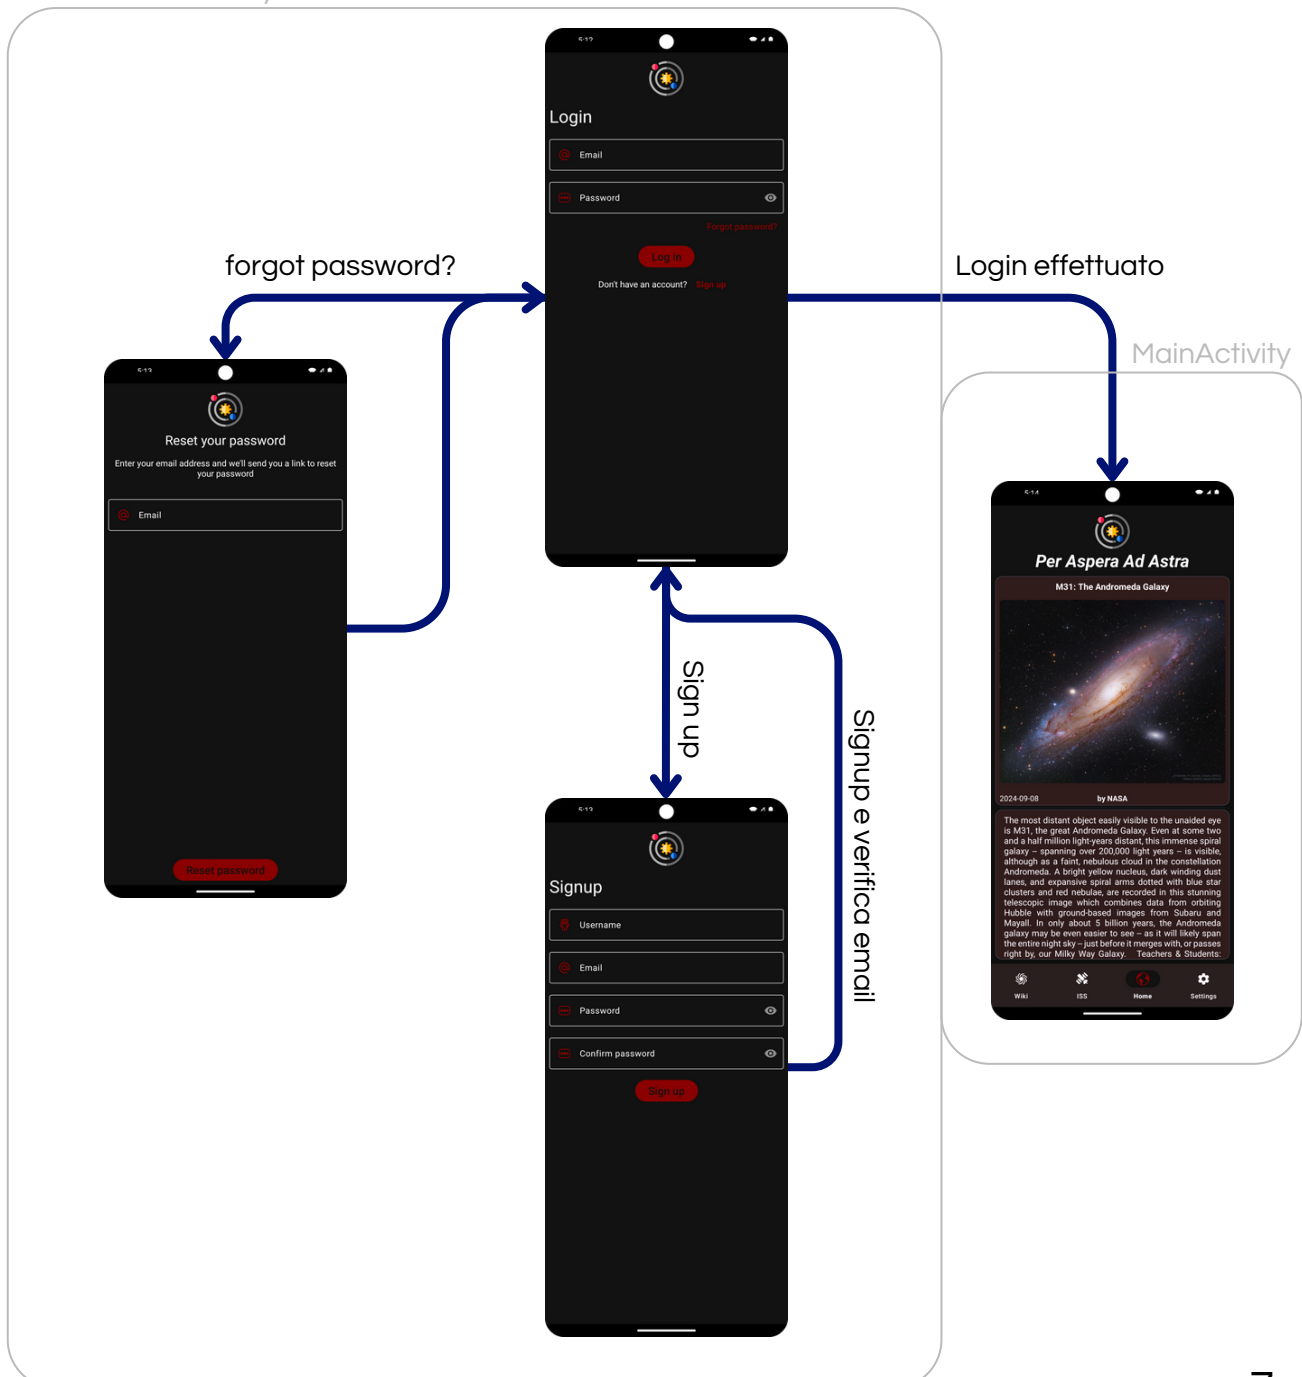 5:12
Login
Email
Password
Forgot password?
Log in
Don't have an account? Sign up
forgot password?
Login effettuato
MainActivity
5:13
Reset your password
Enter your email address and we'll send you a link to reset
your password
Email
Reset password
Sign up
Signup e verifica email
5:13
Signup
Username
Email
Password
Confirm password
Sign up
5:14
Per Aspera Ad Astra
M31: The Andromeda Galaxy
2024-09-08 by NASA
The most distant object easily visible to the unaided eye
is M31, the great Andromeda Galaxy. Even at some two
and a half million light-years distant, this immense spiral
galaxy -- spanning over 200,000 light years -- is visible,
although as a faint, nebulous cloud in the constellation
Andromeda. A bright yellow nucleus, dark winding dust
lanes, and expansive spiral arms dotted with blue star
clusters and red nebulae, are recorded in this stunning
telescopic image which combines data from orbiting
Hubble with ground-based images from Subaru and
Mayall. In only about 5 billion years, the Andromeda
galaxy may be even easier to see -- as it will likely span
the entire night sky -- just before it merges with, or passes
right by, our Milky Way Galaxy. Teachers & Students:
Wiki ISS Home Settings